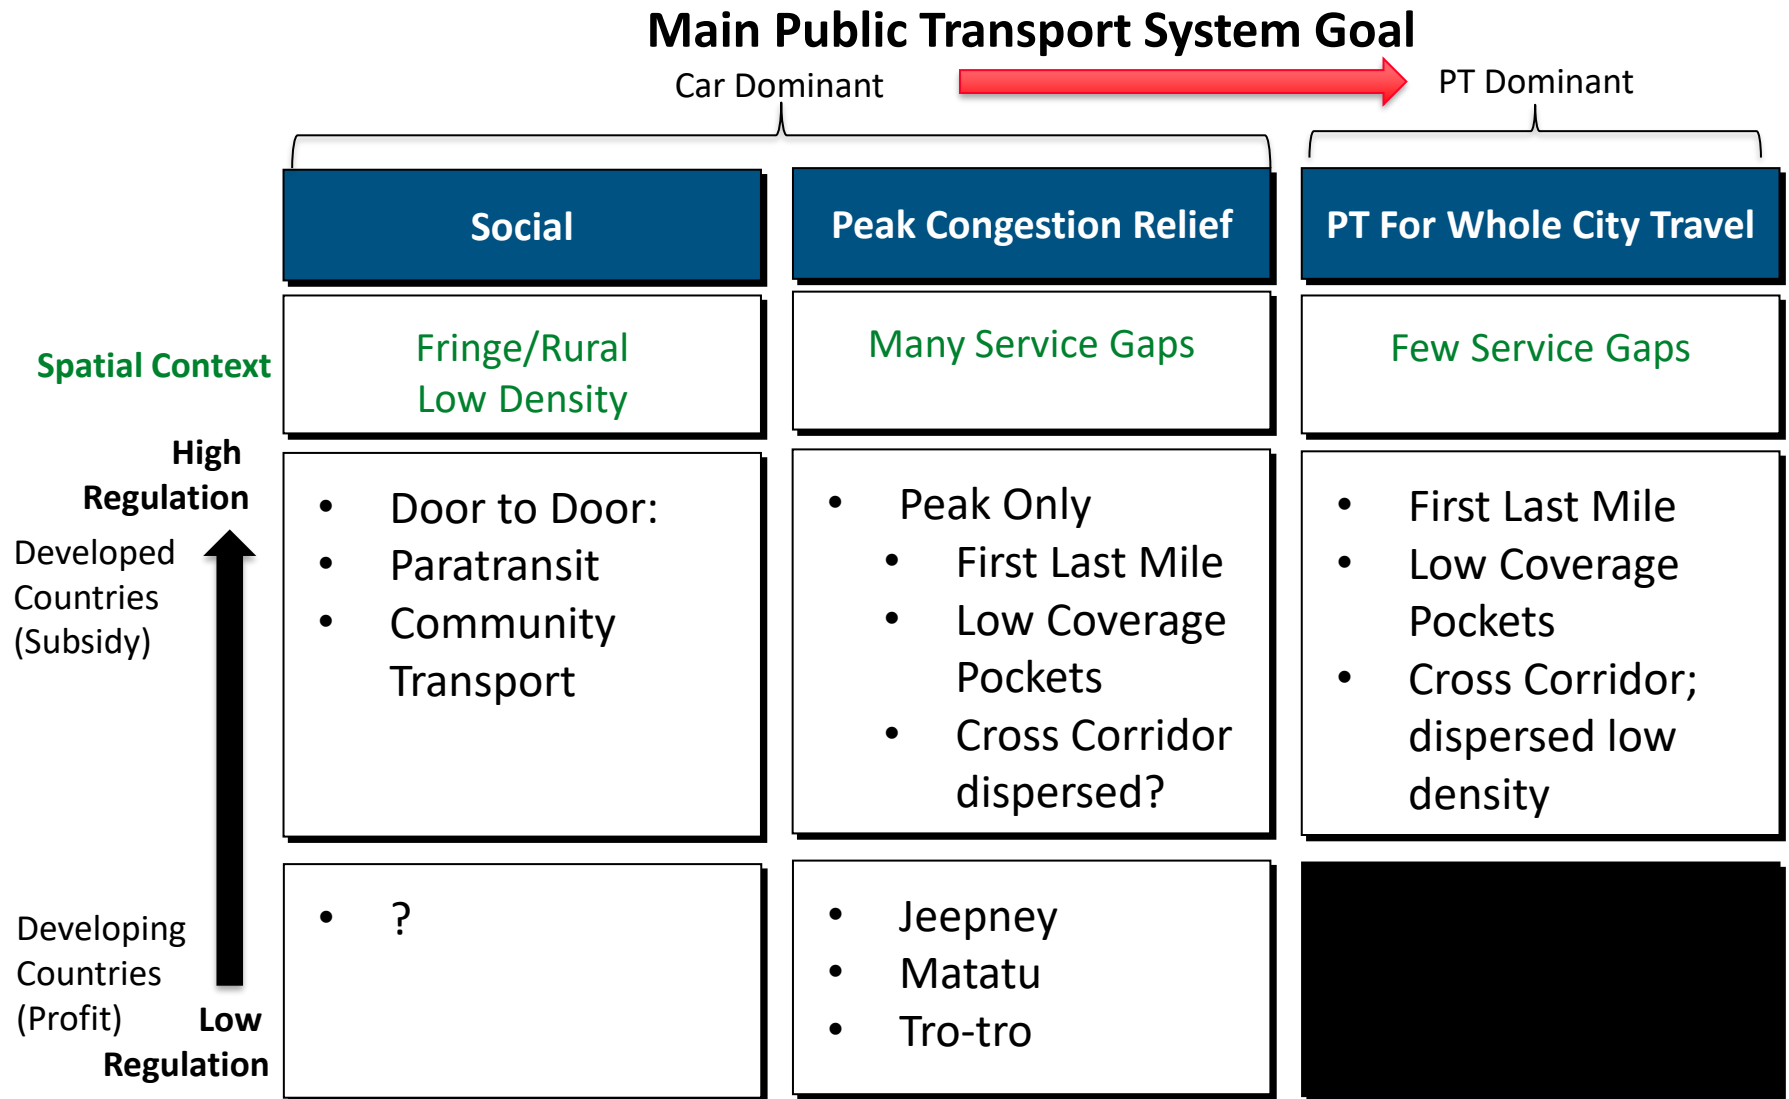 Main Public Transport System Goal
Car Dominant
PT Dominant
Social
Peak Congestion Relief
PT For Whole City Travel
Spatial Context
Fringe/Rural
Low Density
Many Service Gaps
Few Service Gaps
High
Regulation
Developed
Countries
(Subsidy)
• Door to Door:
• Paratransit
• Community
Transport
• Peak Only
• First Last Mile
• Low Coverage
Pockets
• Cross Corridor
dispersed?
• First Last Mile
• Low Coverage
Pockets
• Cross Corridor;
dispersed low
density
Developing
Countries
(Profit)
Low
Regulation
• ?
• Jeepney
• Matatu
• Tro-tro